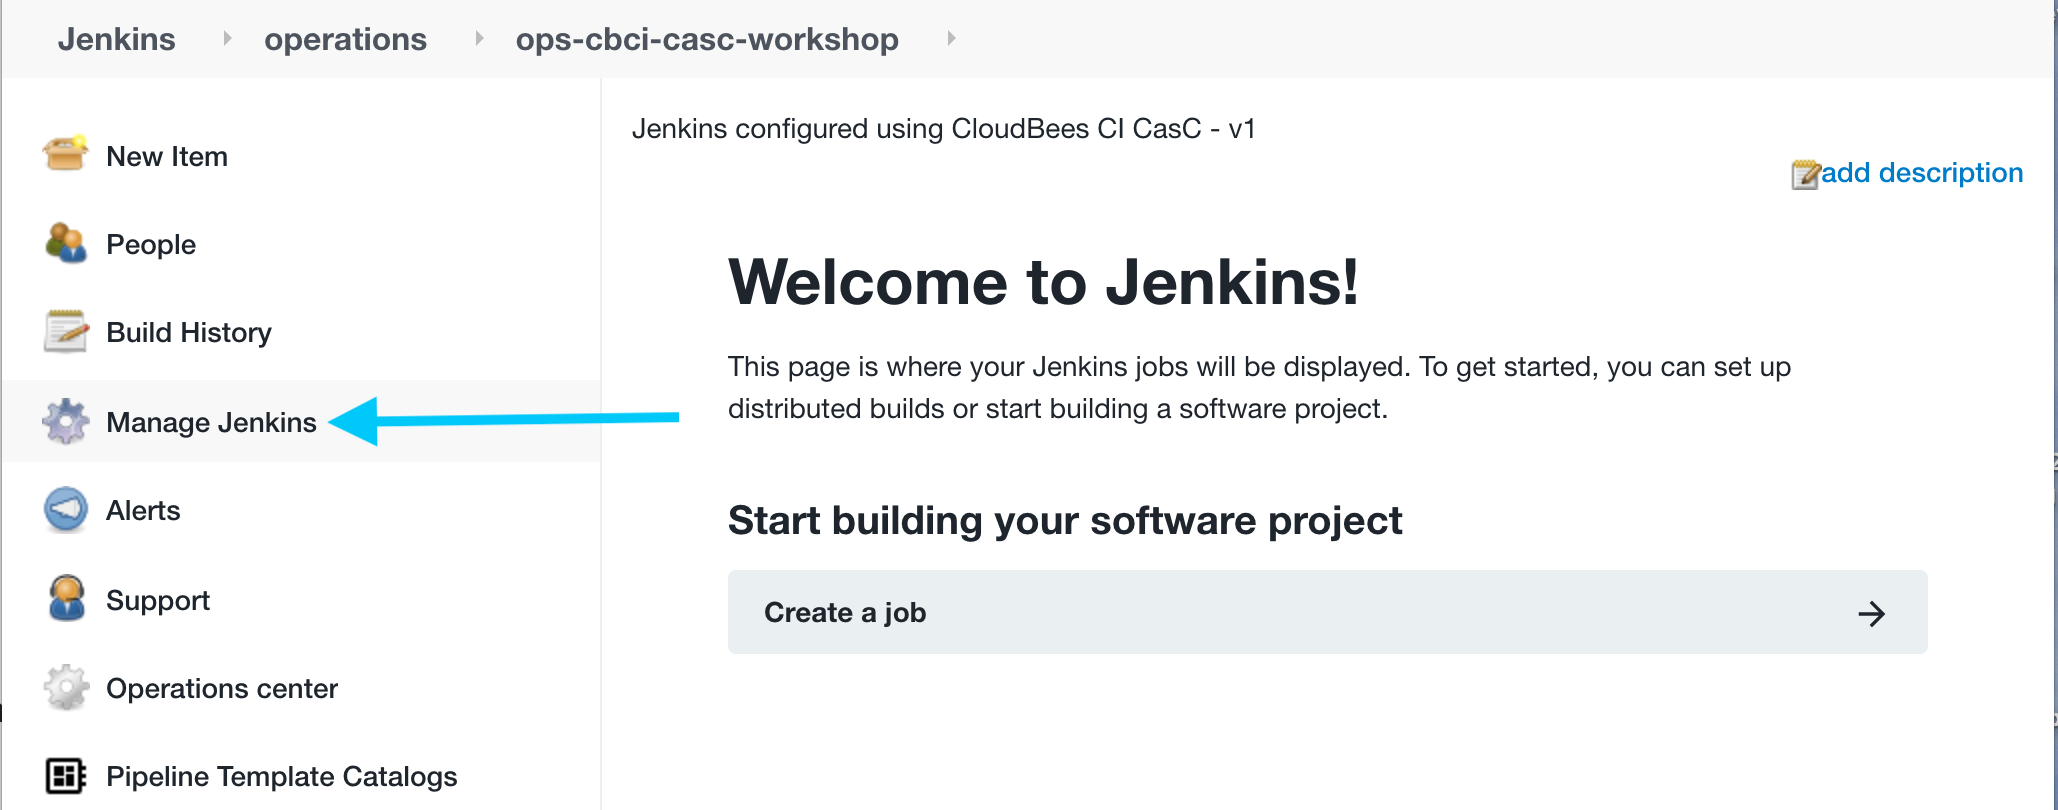 Jenkins operations ops-cbci-casc-workshop
New Item
People
Build History
Manage Jenkins
Alerts
Support
Operations center
Pipeline Template Catalogs
Jenkins configured using CloudBees CI CasC - v1
add description
Welcome to Jenkins!
This page is where your Jenkins jobs will be displayed. To get started, you can set up
distributed builds or start building a software project.
Start building your software project
Create a job